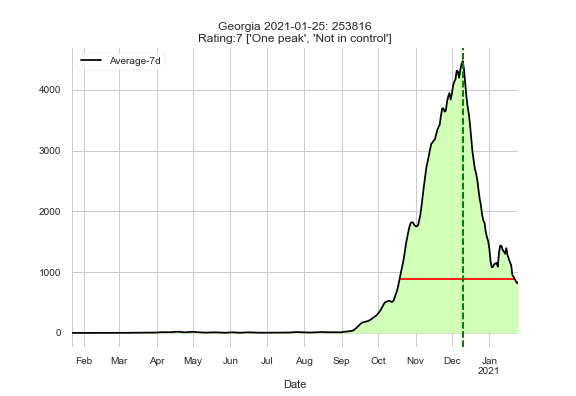 Georgia 2021-01-25: 253816
Rating:7 ['One peak', 'Not in control']
Average-7d
4000
3000
2000
1000
0
Feb Mar Apr May Jun Jul Aug Sep Oct Nov Dec Jan
2021
Date